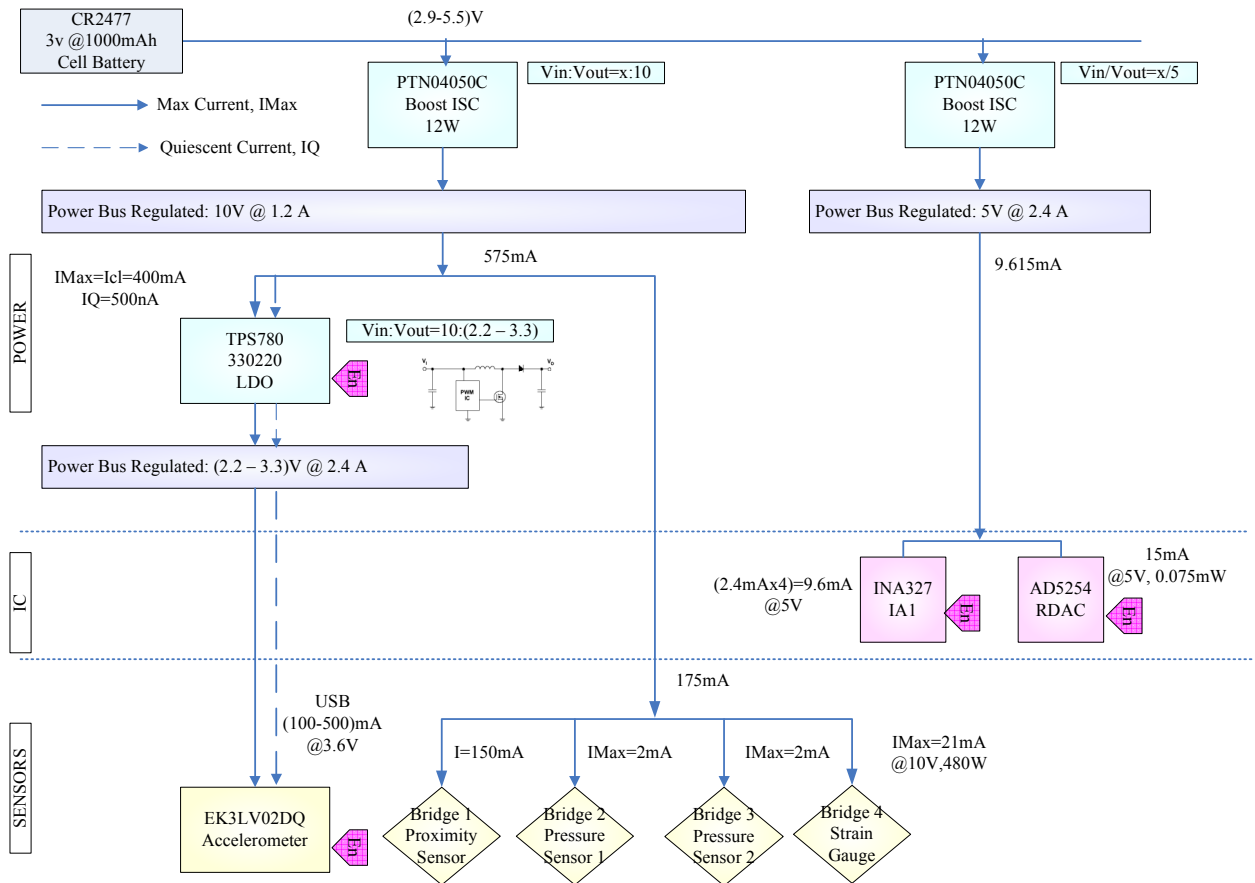 CR2477
3v @1000mAh
Cell Battery
(2.9-5.5)V
PTN04050C
Boost ISC
12W
Vin:Vout=x:10
PTN04050C
Boost ISC
12W
Vin/Vout=x/5
Max Current, IMax
Quiescent Current, IQ
Power Bus Regulated: 10V @ 1.2 A
Power Bus Regulated: 5V @ 2.4 A
POWER
575mA
9.615mA
IMax=Icl=400mA
IQ=500nA
TPS780
330220
LDO
En
Vin:Vout=10:(2.2 – 3.3)
VI
VO
PWM
IC
Power Bus Regulated: (2.2 – 3.3)V @ 2.4 A
IC
(2.4mAx4)=9.6mA
@5V
INA327
IA1
En
AD5254
RDAC
En
15mA
@5V, 0.075mW
SENSORS
175mA
USB
(100-500)mA
@3.6V
I=150mA
IMax=2mA
IMax=2mA
IMax=21mA
@10V,480W
EK3LV02DQ
Accelerometer
En
Bridge 1
Proximity
Sensor
Bridge 2
Pressure
Sensor 1
Bridge 3
Pressure
Sensor 2
Bridge 4
Strain
Gauge